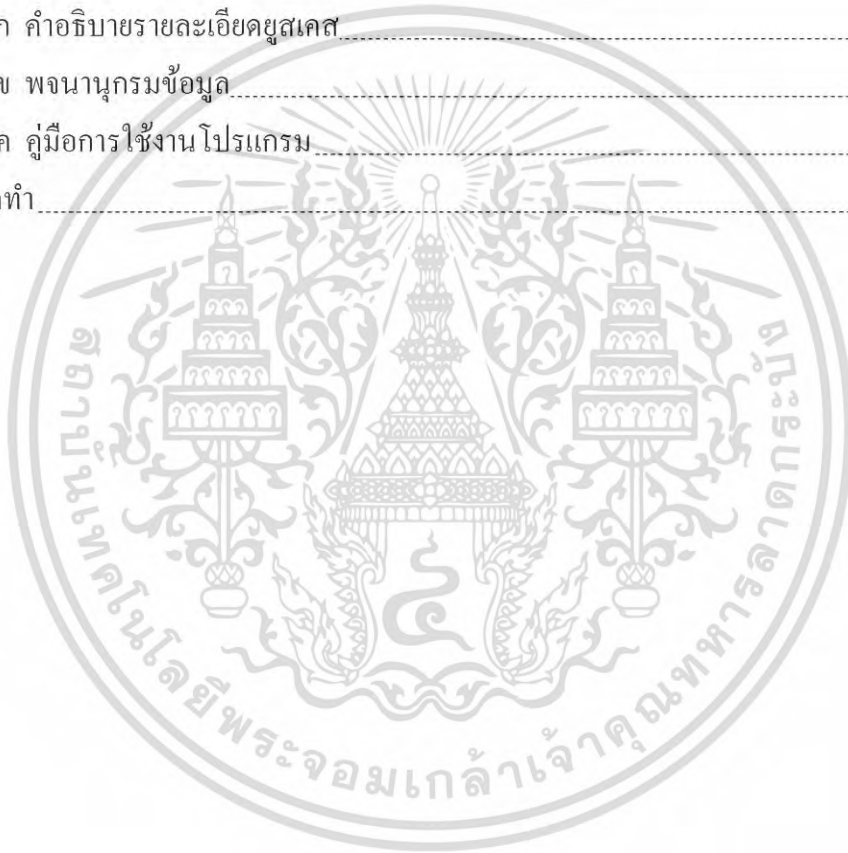 ก คำอธิบายรายละเอียดยูสเคส
ข พจนานุกรมข้อมูล
ค คู่มือการใช้งานโปรแกรม
ทำ
สถาบันเทคโนโลยีพระจอมเกล้าเจ้าคุณทหารลาดกระบัง